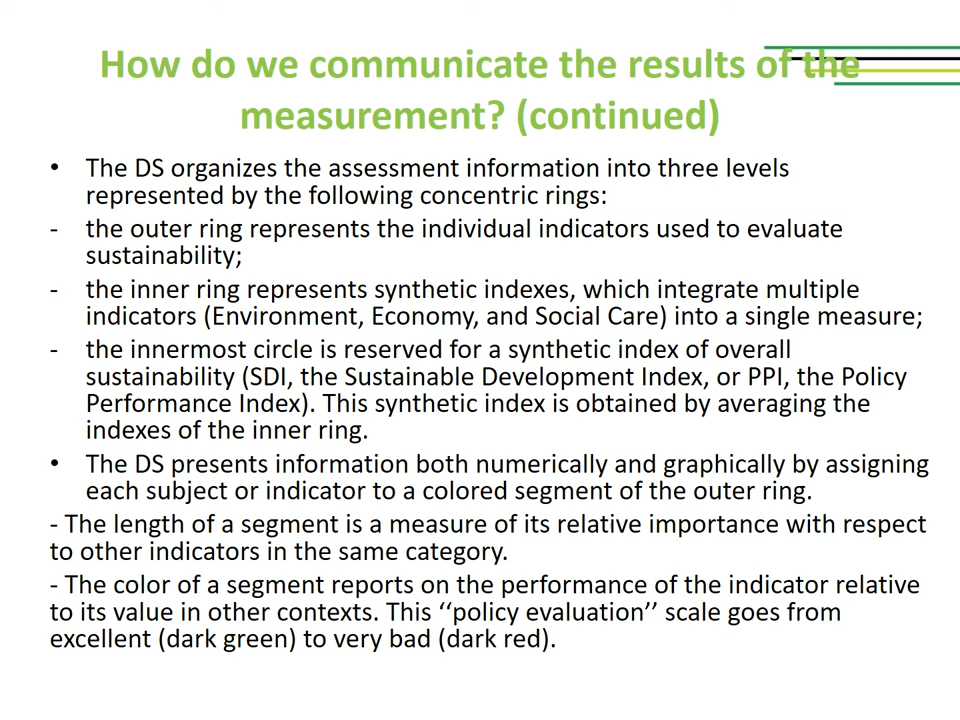 How do we communicate the results of the
measurement? (continued)
• The DS organizes the assessment information into three levels
represented by the following concentric rings:
- the outer ring represents the individual indicators used to evaluate
sustainability;
- the inner ring represents synthetic indexes, which integrate multiple
indicators (Environment, Economy, and Social Care) into a single measure;
- the innermost circle is reserved for a synthetic index of overall
sustainability (SDI, the Sustainable Development Index, or PPI, the Policy
Performance Index). This synthetic index is obtained by averaging the
indexes of the inner ring.
• The DS presents information both numerically and graphically by assigning
each subject or indicator to a colored segment of the outer ring.
- The length of a segment is a measure of its relative importance with respect
to other indicators in the same category.
- The color of a segment reports on the performance of the indicator relative
to its value in other contexts. This ‘‘policy evaluation’’ scale goes from
excellent (dark green) to very bad (dark red).